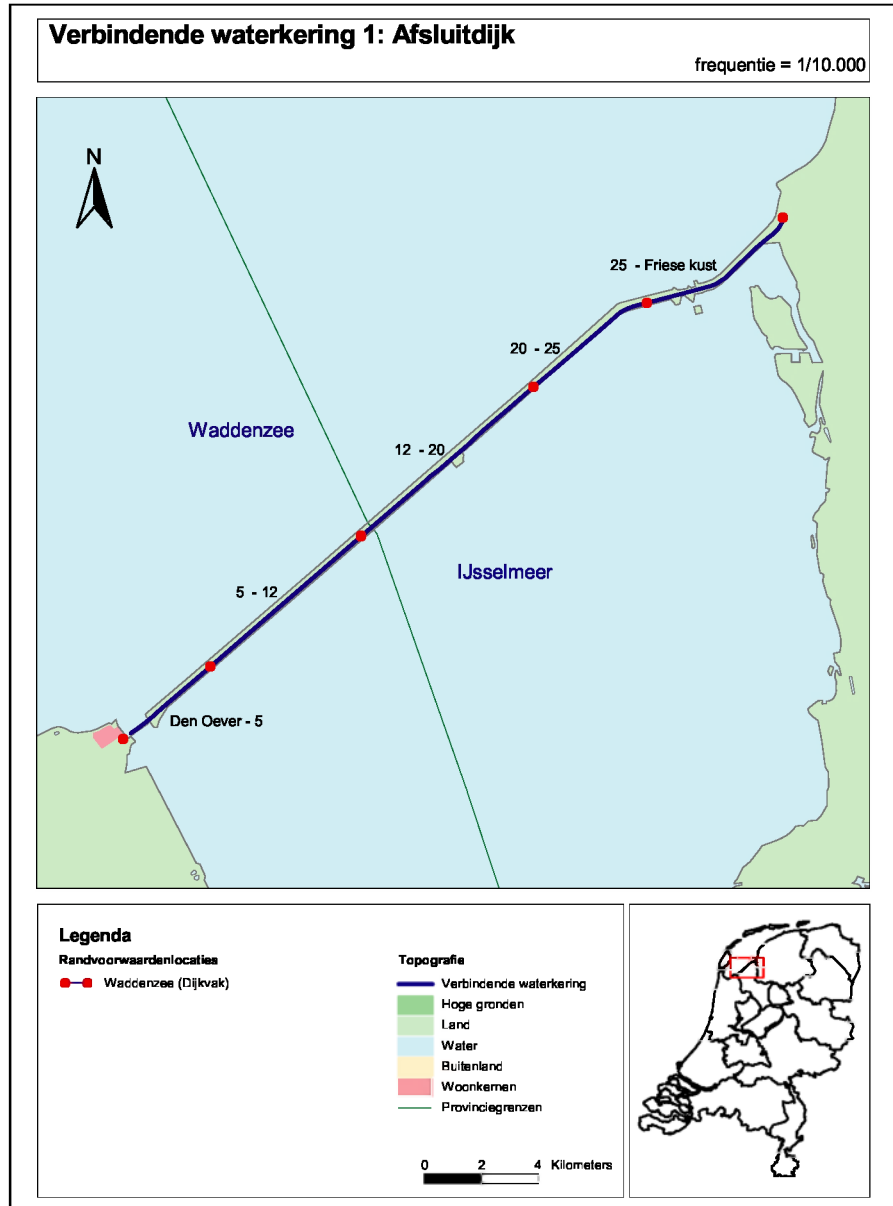 Verbindende waterkering 1: Afsluitdijk
frequentie = 1/10.000
N
25 - Friese kust
20 - 25
12 - 20
Waddenzee
IJsselmeer
5 - 12
Den Oever - 5
Legenda
Randvoorwaardenlocaties
Waddenzee (Dijkvak)
Topografie
Verbindende waterkering
Hoge gronden
Land
Water
Buitenland
Woonkernen
Provinciegrenzen
0 2 4 Kilometers